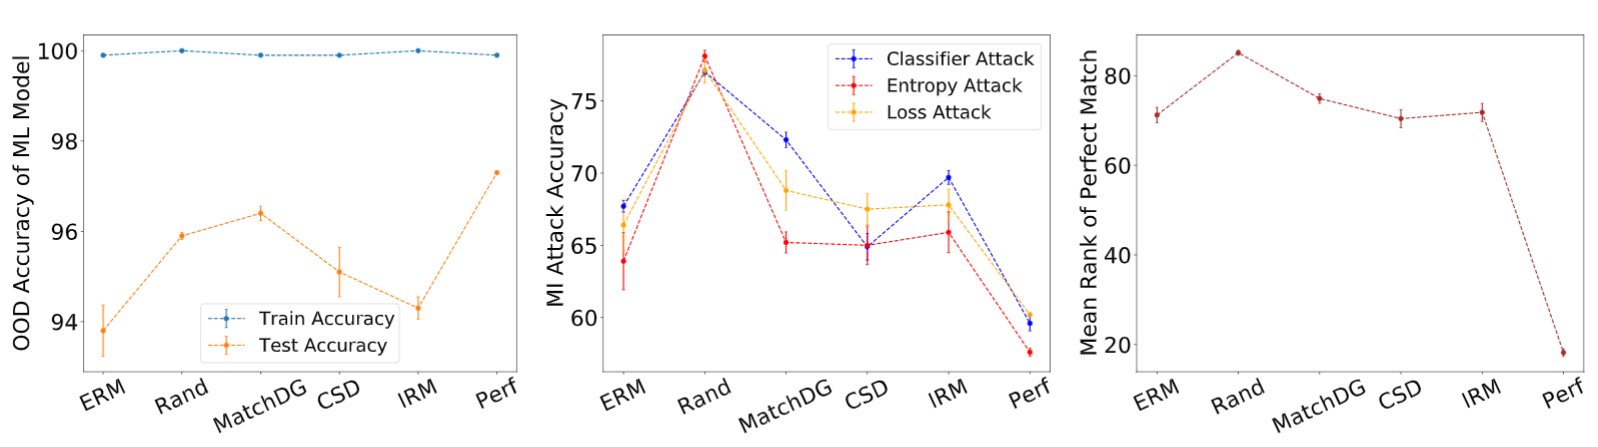 OOD Accuracy of ML Model
100
98
96
94
Train Accuracy
Test Accuracy
ERM
Rand
MatchDG
CSD
IRM
Perf
MI Attack Accuracy
75
70
65
60
Classifier Attack
Entropy Attack
Loss Attack
ERM
Rand
MatchDG
CSD
IRM
Perf
Mean Rank of Perfect Match
80
60
40
20
ERM
Rand
MatchDG
CSD
IRM
Perf